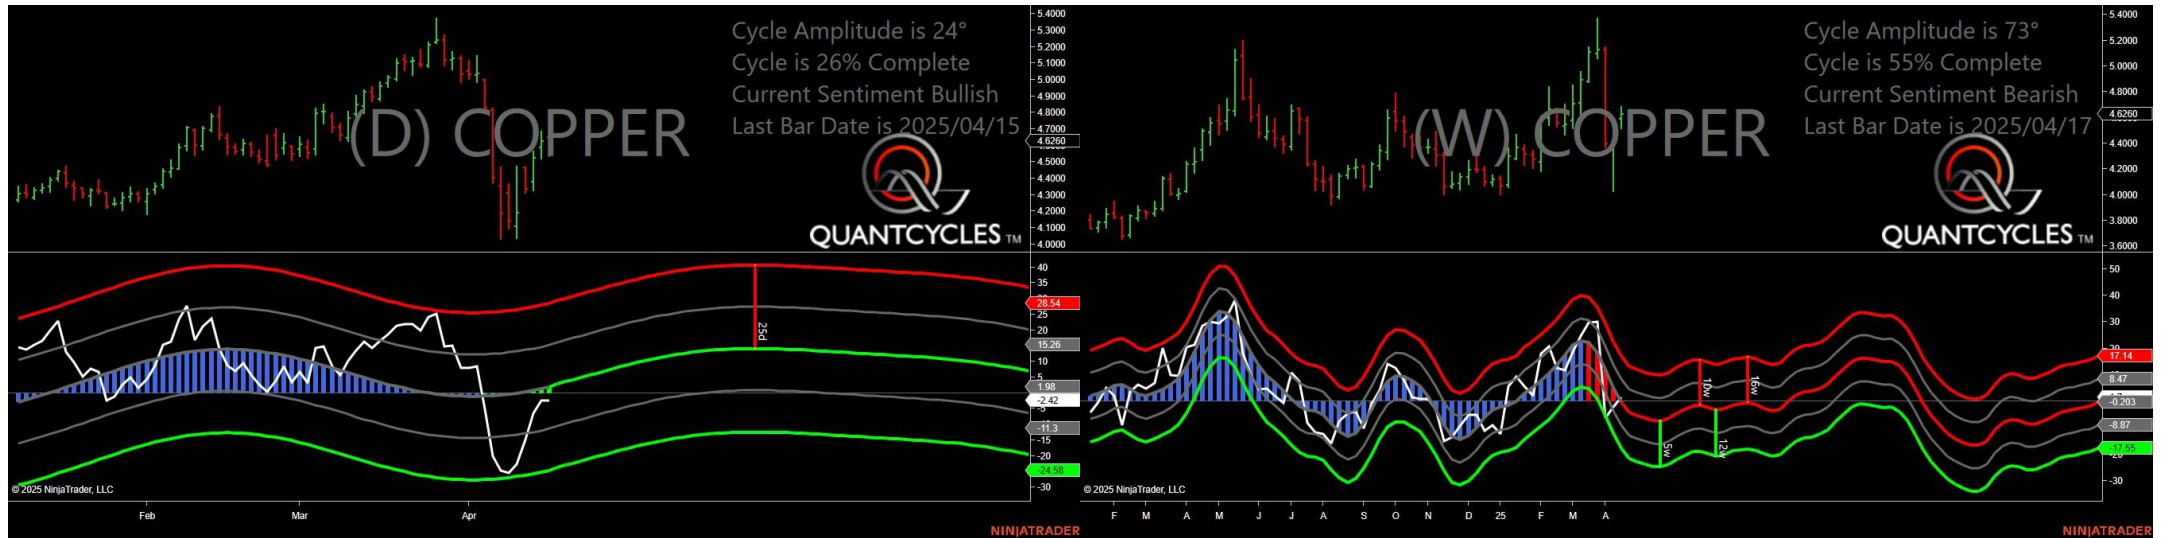 Cycle Amplitude is 24°
Cycle is 26% Complete
Current Sentiment Bullish
Last Bar Date is 2025/04/15
(D) COPPER
QUANTCYCLES TM
5.4000
5.3000
5.2000
5.1000
5.0000
4.9000
4.8000
4.7000
4.6260
4.5000
4.4000
4.3000
4.2000
4.1000
4.0000
40
35
28.54
25
20
15.26
10
5
1.98
-2.42
-11.3
-15
-20
-24.58
-30
25d
© 2025 NinjaTrader, LLC
Feb Mar Apr
NINJATRADER
Cycle Amplitude is 73°
Cycle is 55% Complete
Current Sentiment Bearish
Last Bar Date is 2025/04/17
(W) COPPER
QUANTCYCLES TM
5.4000
5.2000
5.0000
4.8000
4.6260
4.4000
4.2000
4.0000
3.8000
3.6000
50
40
30
17.14
8.47
-0.203
-8.87
-17.55
-30
10w
16w
5w
12w
© 2025 NinjaTrader, LLC
F M A M J J A S O N D 25 F M A
NINJATRADER